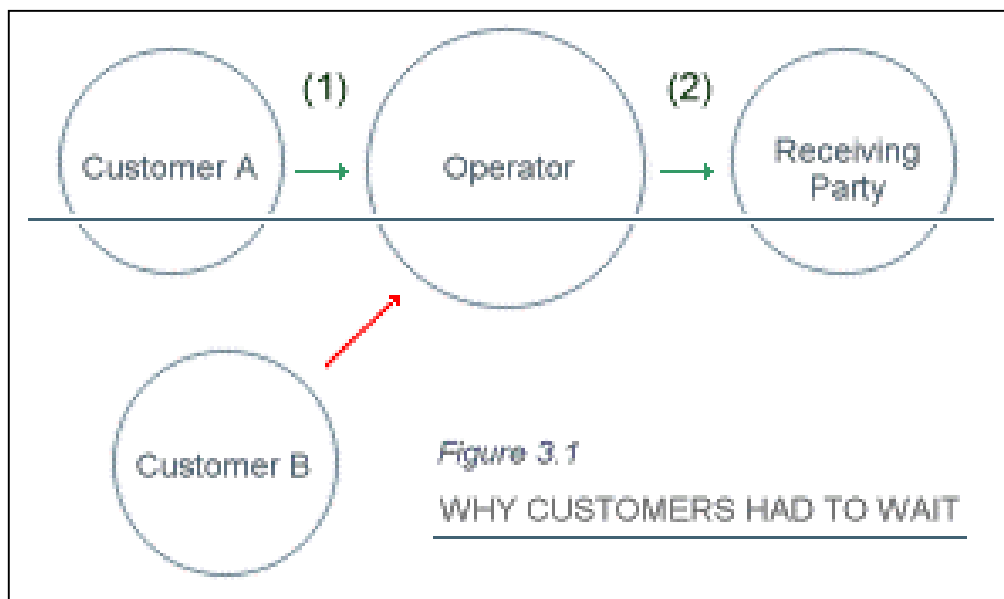 (1)
(2)
Customer A
Operator
Receiving
Party
Customer B
Figure 3.1
WHY CUSTOMERS HAD TO WAIT